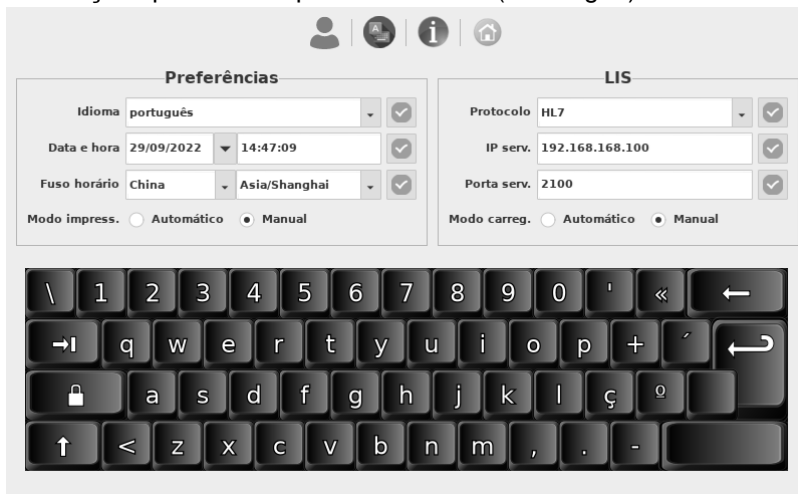 Preferências
Idioma português
Data e hora 29/09/2022 14:47:09
Fuso horário China Asia/Shanghai
Modo impress. Automático Manual
LIS
Protocolo HL7
IP serv. 192.168.168.100
Porta serv. 2100
Modo carreg. Automático Manual
\ 1 2 3 4 5 6 7 8 9 0 ' «
q w e r t y u i o p + ´
a s d f g h j k l ç º
< z x c v b n m , . -